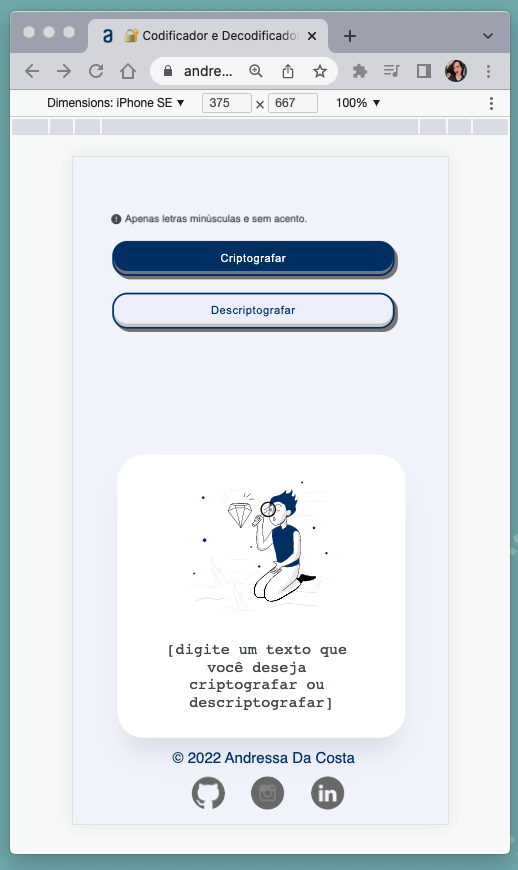 Codificador e Decodificador
andre...
Dimensions: iPhone SE 375 × 667 100%
Apenas letras minúsculas e sem acento.
Criptografar
Descriptografar
[digite um texto que
você deseja
criptografar ou
descriptografar]
© 2022 Andressa Da Costa
in